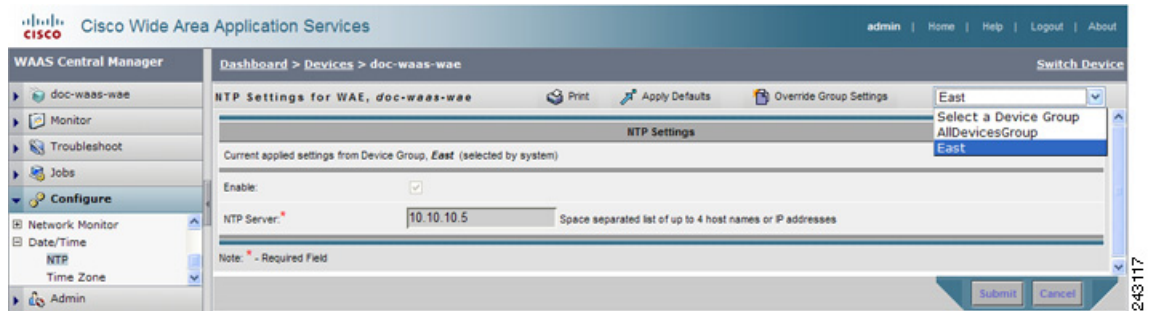 CISCO Cisco Wide Area Application Services admin | Home | Help | Logout | About
WAAS Central Manager
Dashboard > Devices > doc-waas-wae Switch Device
doc-waas-wae
Monitor
Troubleshoot
Jobs
Configure
Network Monitor
Date/Time
NTP
Time Zone
Admin
NTP Settings for WAE, doc-waas-wae Print Apply Defaults Override Group Settings East
Select a Device Group
AllDevicesGroup
East
NTP Settings
Current applied settings from Device Group, East (selected by system)
Enable:
NTP Server:* 10.10.10.5 Space separated list of up to 4 host names or IP addresses
Note: * - Required Field
Submit Cancel
243117